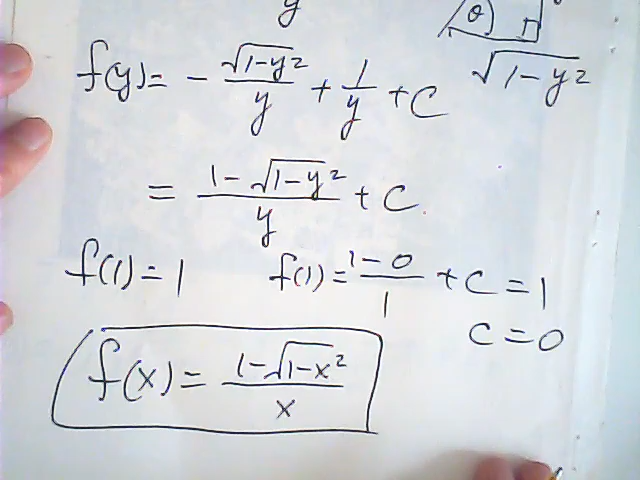 y
θ
√1-y²
f(y) = - √1-y² / y + 1/y + C
= 1 - √1-y² / y + C.
f(1) = 1 f(1) = 1-0 / 1 + C = 1
C = 0
f(x) = 1-√1-x² / x